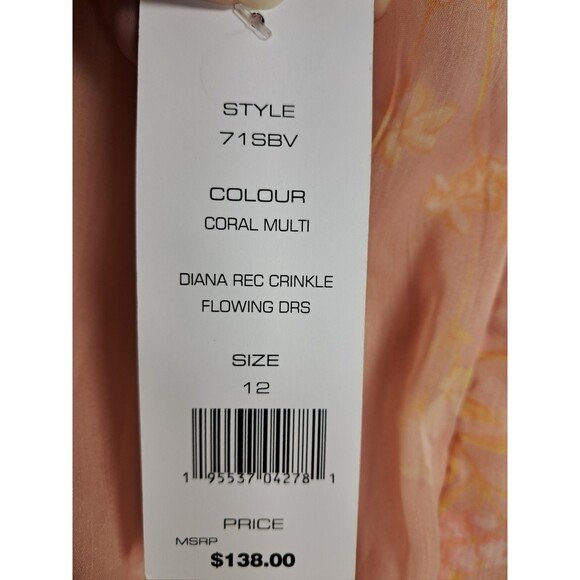 STYLE
71SBV
COLOUR
CORAL MULTI
DIANA REC CRINKLE
FLOWING DRS
SIZE
12
1 95537 04278 1
PRICE
MSRP
$138.00